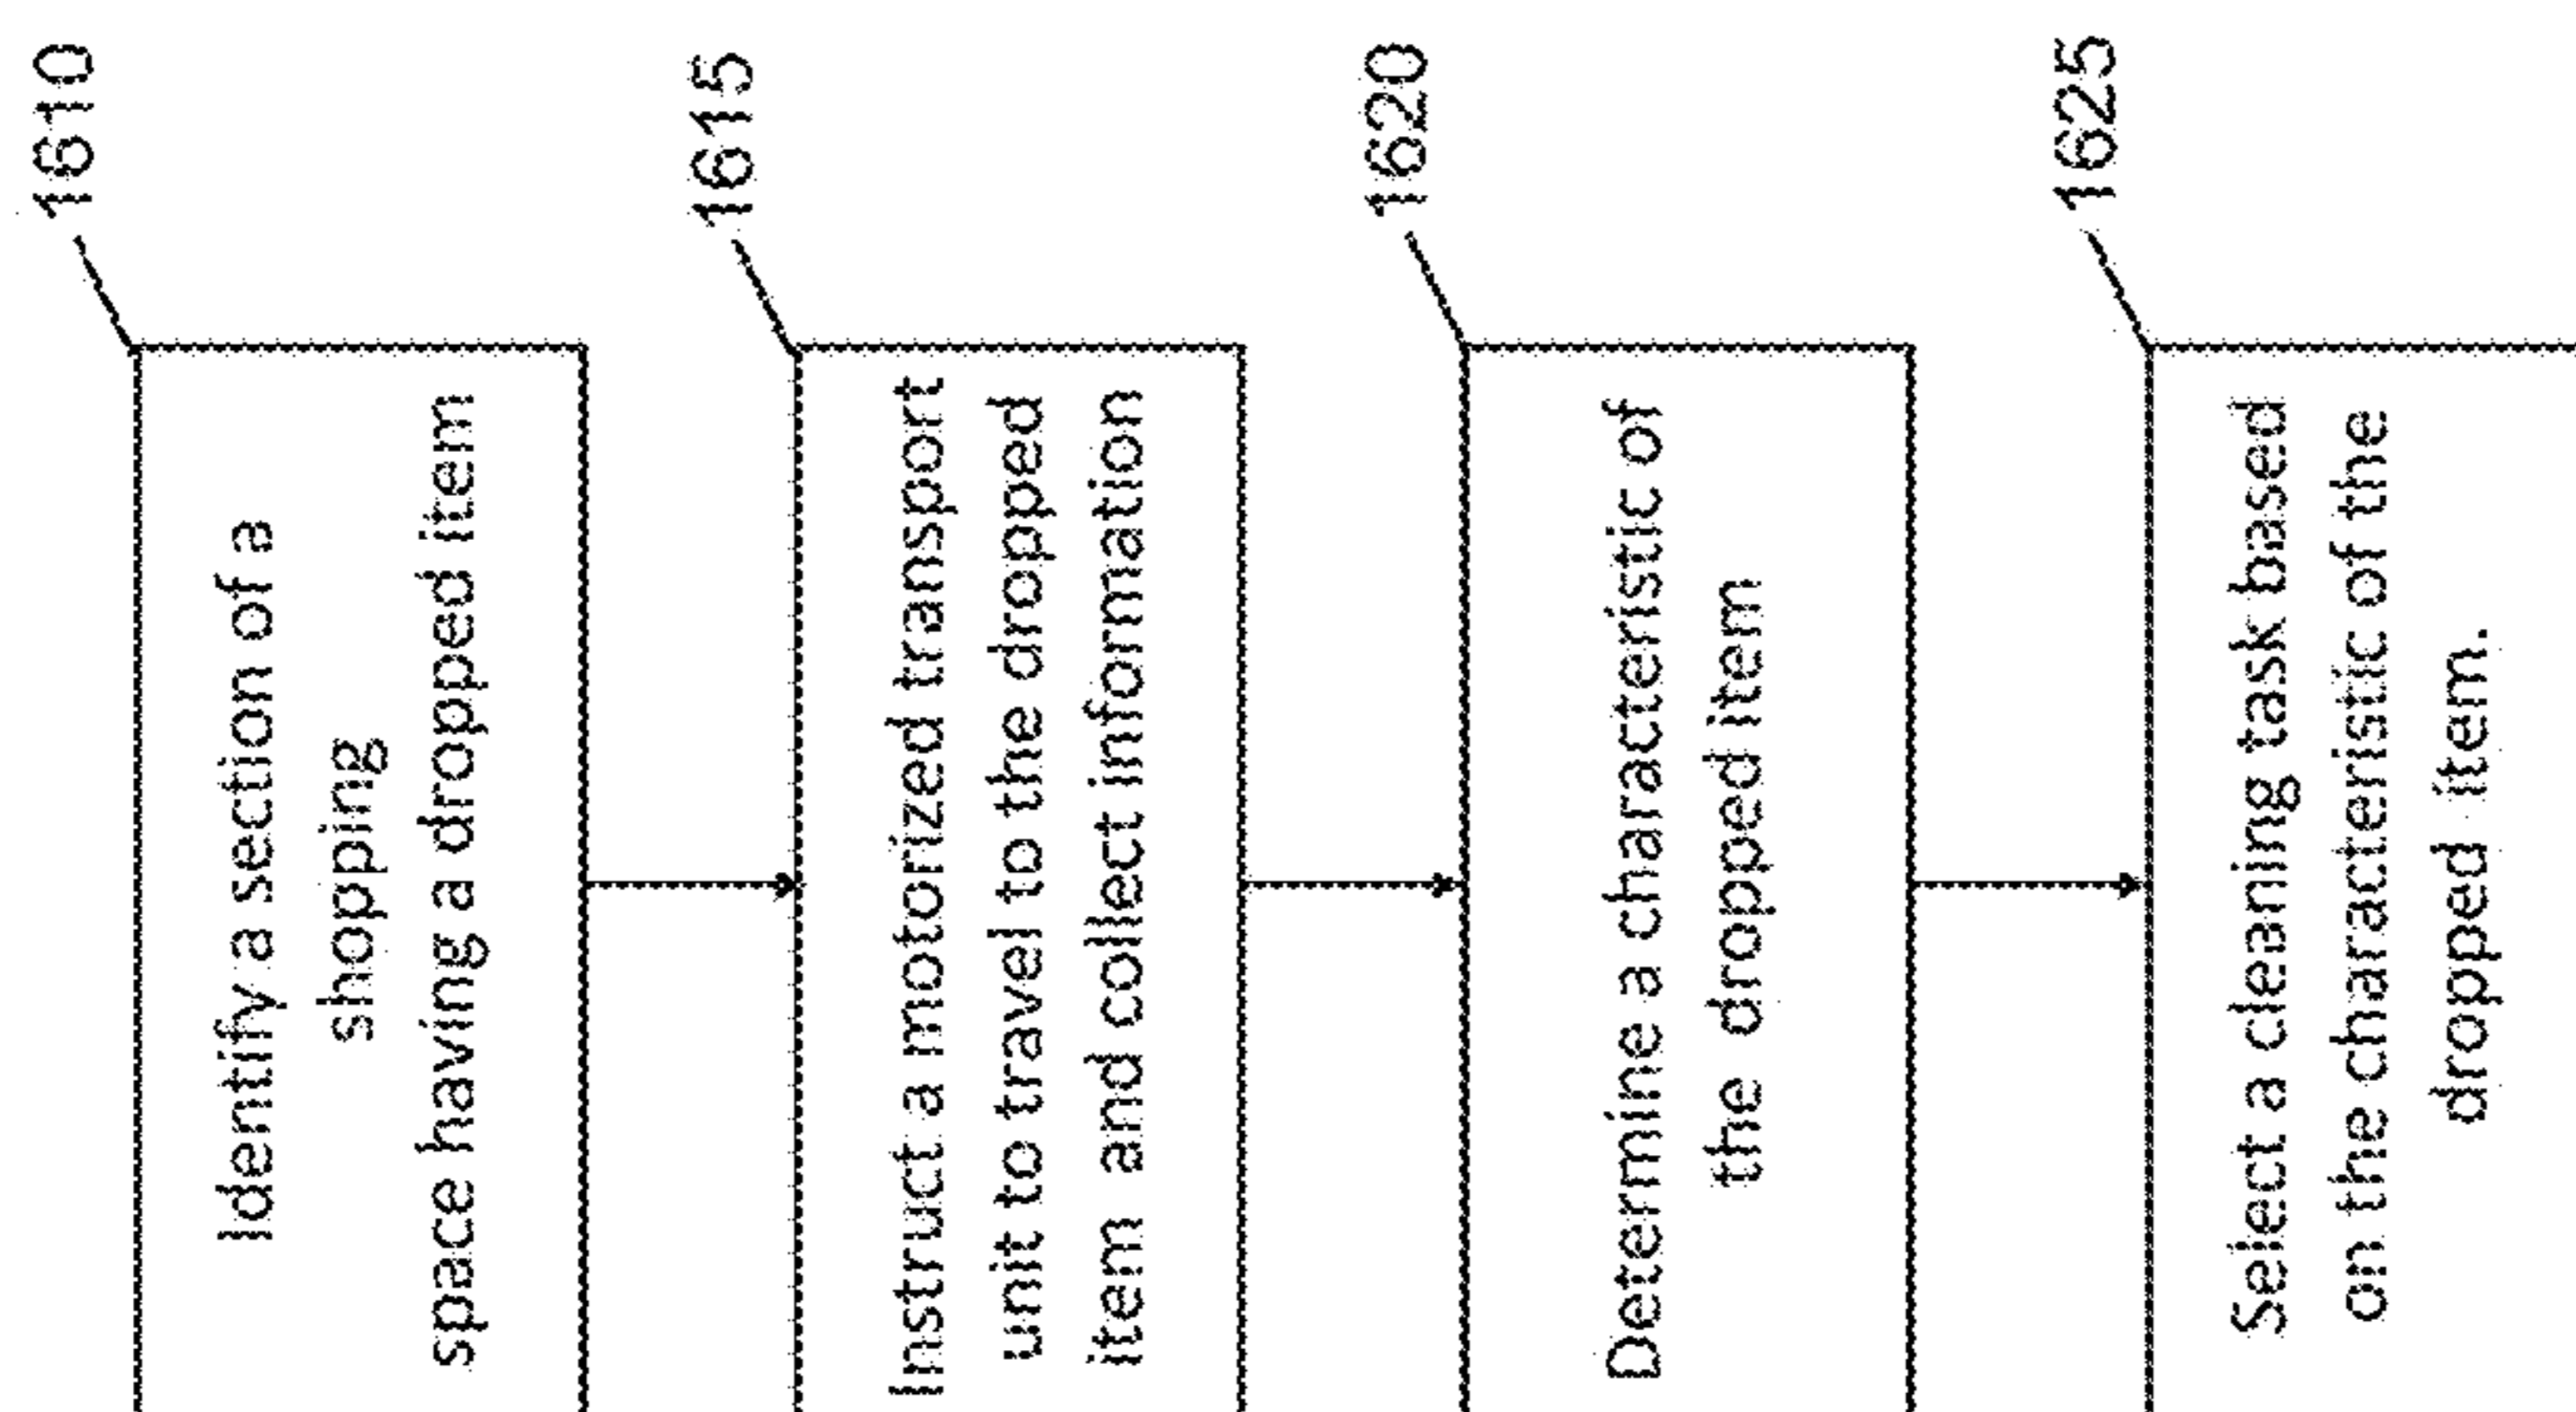 1610
Identify a section of a
shopping
space having a dropped item
1615
Instruct a motorized transport
unit to travel to the dropped
item and collect information
1620
Determine a characteristic of
the dropped item
1625
Select a cleaning task based
on the characteristic of the
dropped item.